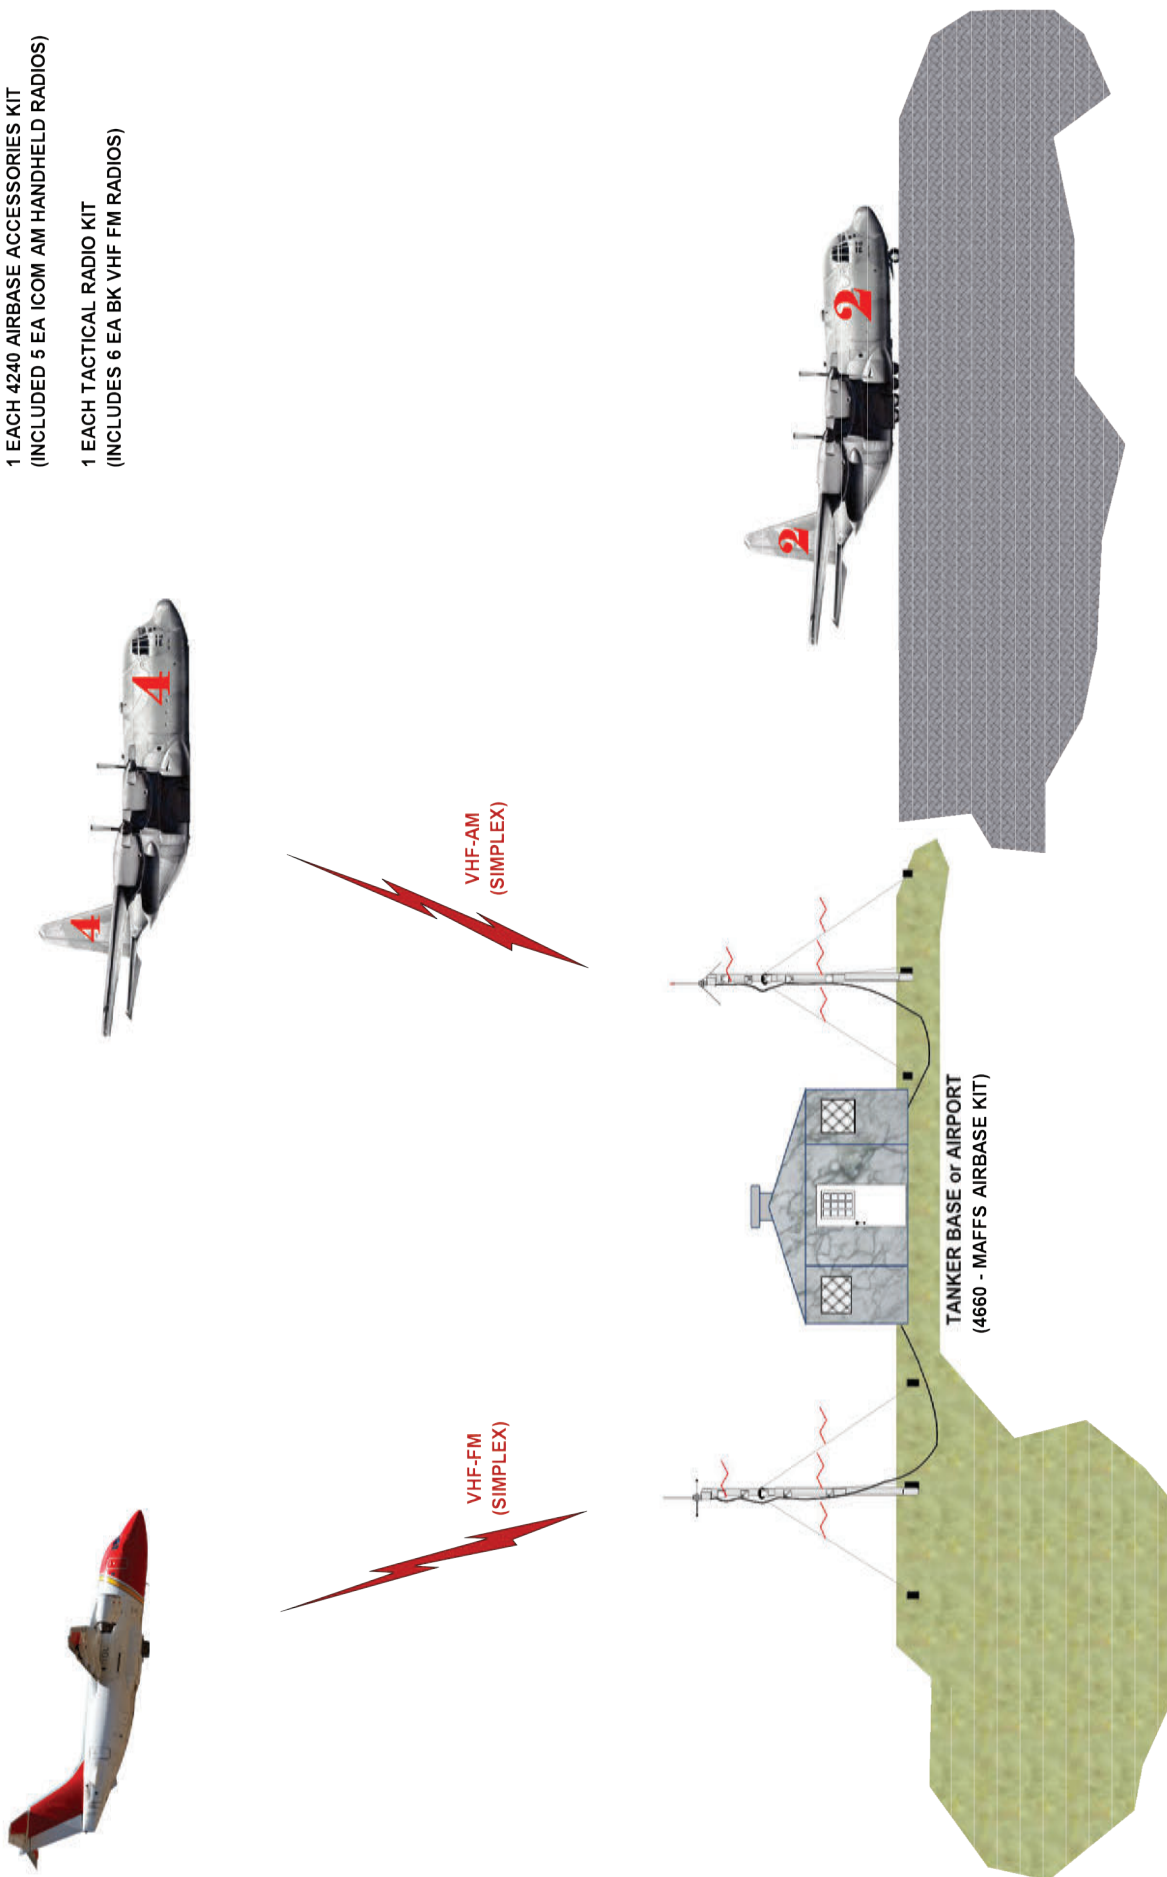 1 EACH 4240 AIRBASE ACCESSORIES KIT
(INCLUDED 5 EA ICOM AM HANDHELD RADIOS)
1 EACH TACTICAL RADIO KIT
(INCLUDES 6 EA BK VHF FM RADIOS)
4
4
VHF-FM
(SIMPLEX)
VHF-AM
(SIMPLEX)
2
2
TANKER BASE or AIRPORT
(4660 - MAFFS AIRBASE KIT)